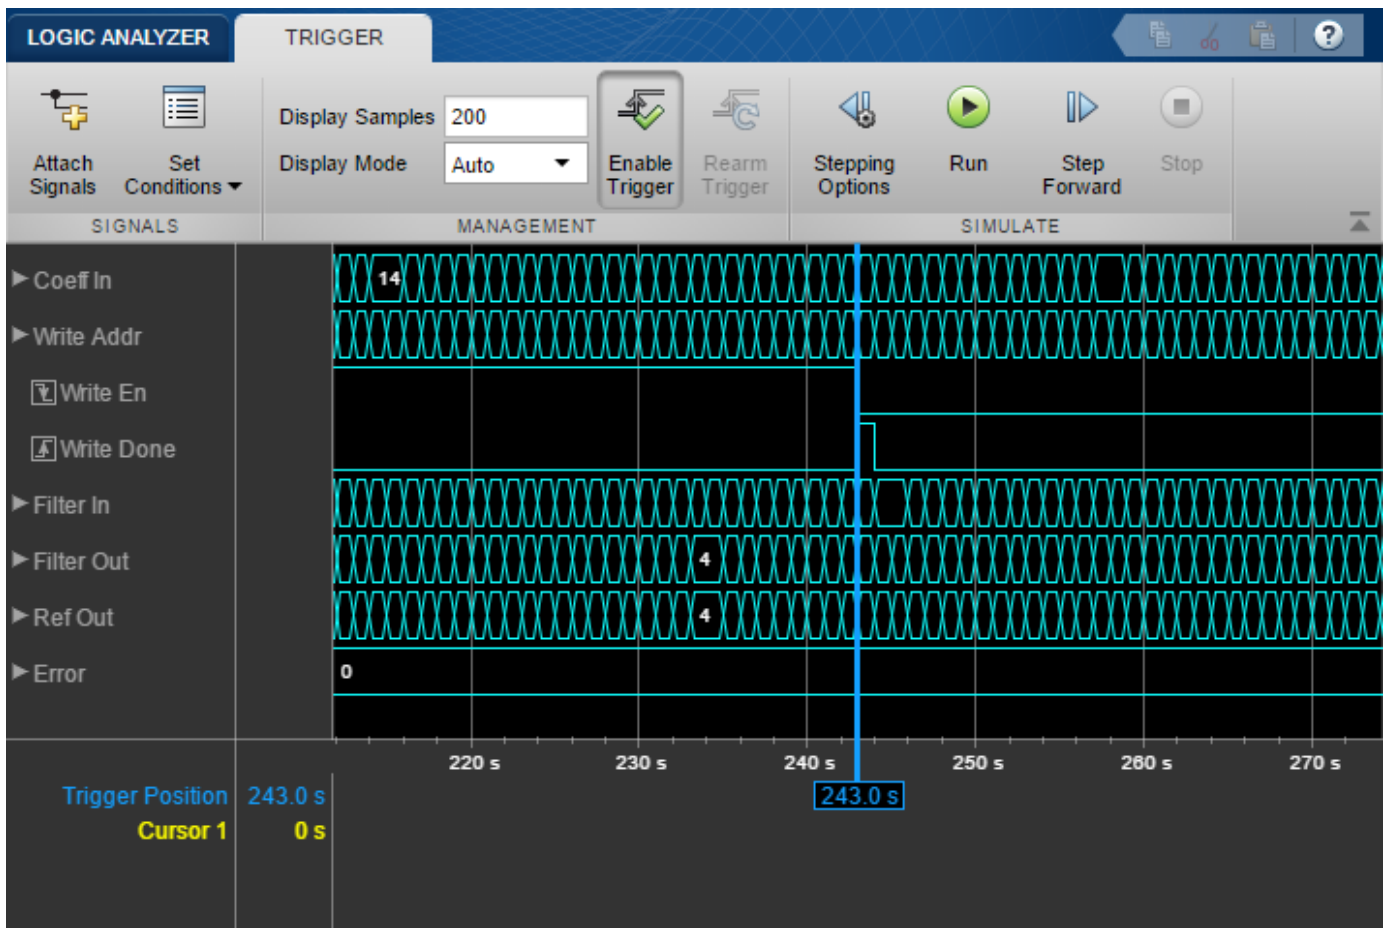 LOGIC ANALYZER TRIGGER ?
Display Samples 200
Display Mode Auto
Attach Signals
Set Conditions
Enable Trigger
Rearm Trigger
Stepping Options
Run
Step Forward
Stop
SIGNALS MANAGEMENT SIMULATE
Coeff In 14
Write Addr
Write En
Write Done
Filter In
Filter Out 4
Ref Out 4
Error 0
220 s 230 s 240 s 250 s 260 s 270 s
Trigger Position 243.0 s 243.0 s
Cursor 1 0 s